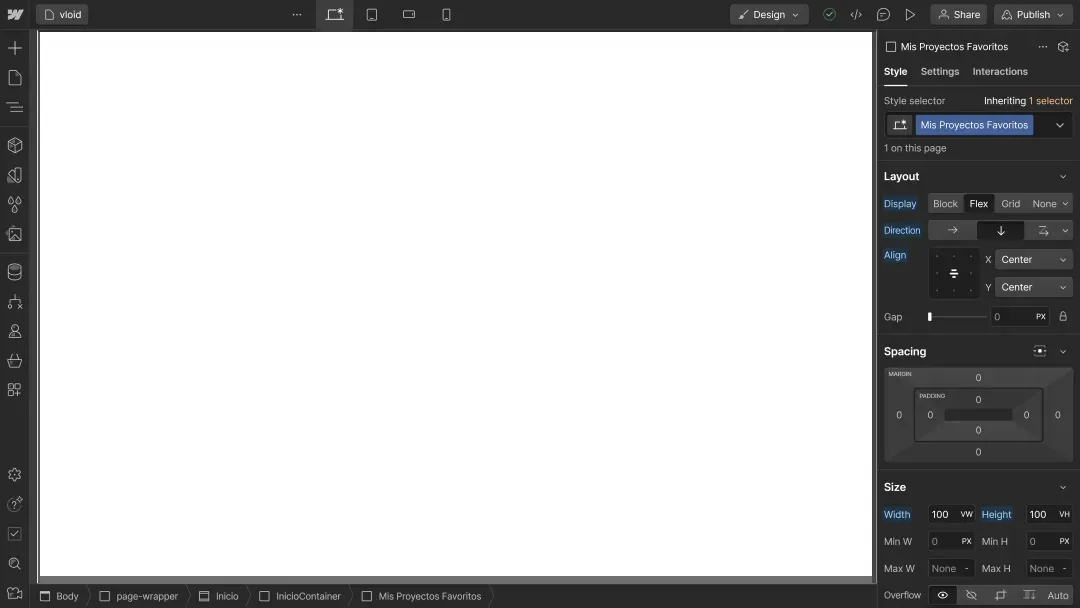 vloid
Design
Share
Publish
Mis Proyectos Favoritos
Style Settings Interactions
Style selector Inheriting 1 selector
Mis Proyectos Favoritos
1 on this page
Layout
Display Block Flex Grid None
Direction
Align X Center
Y Center
Gap 0 PX
Spacing
MARGIN 0
PADDING 0
0 0 0 0
0
0
Size
Width 100 VW Height 100 VH
Min W 0 PX Min H 0 PX
Max W None - Max H None -
Overflow Auto
Body page-wrapper Inicio InicioContainer Mis Proyectos Favoritos